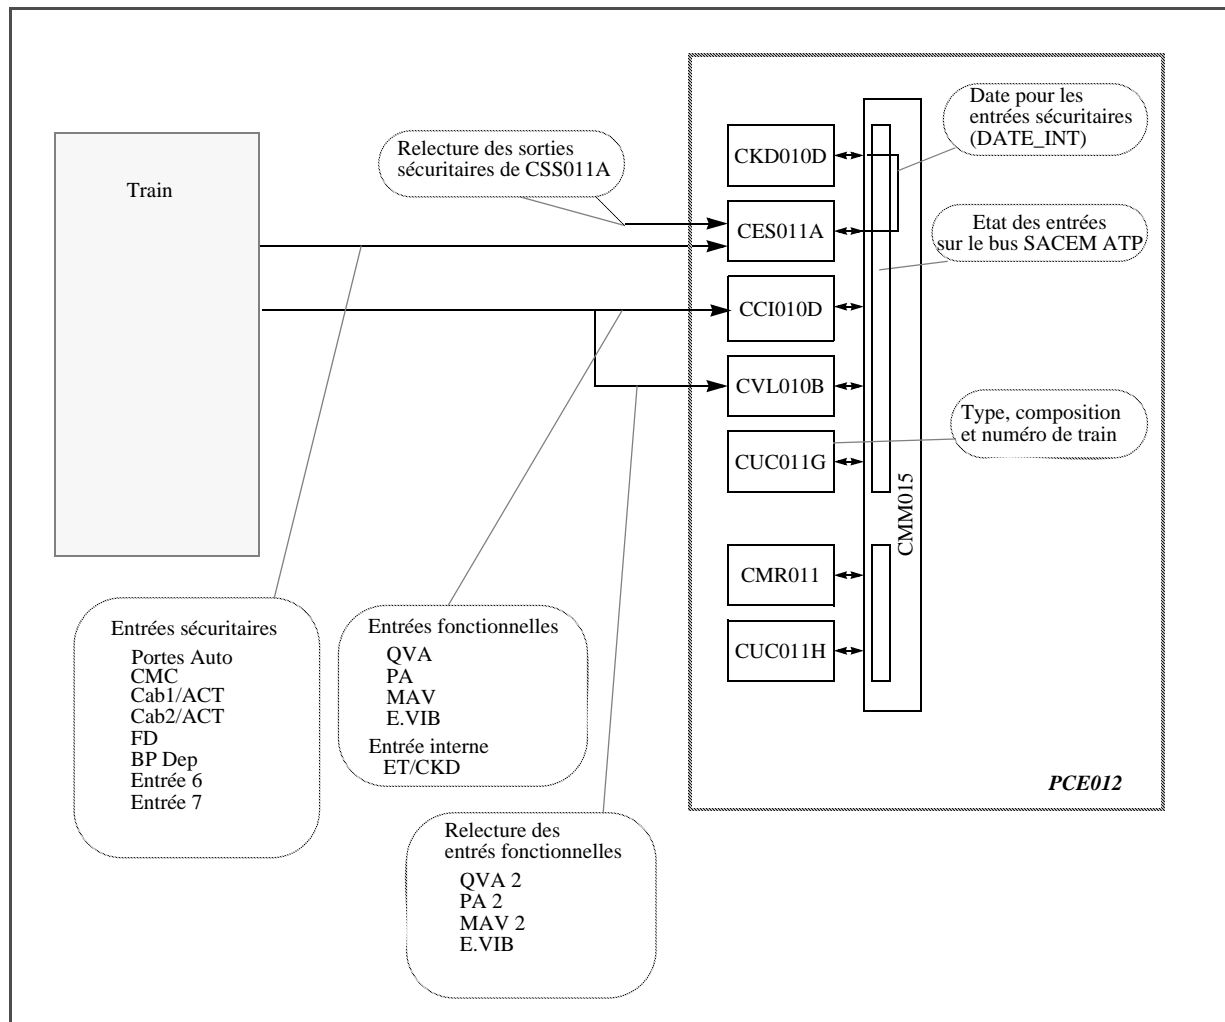 Date pour les
entrées sécuritaires
(DATE_INT)
Relecture des sorties
sécuritaires de CSS011A
CKD010D
Train
CES011A
Etat des entrées
sur le bus SACEM ATP
CCI010D
CVL010B
Type, composition
et numéro de train
CUC011G
CMM015
CMR011
CUC011H
PCE012
Entrées sécuritaires
Portes Auto
CMC
Cab1/ACT
Cab2/ACT
FD
BP Dep
Entrée 6
Entrée 7
Entrées fonctionnelles
QVA
PA
MAV
E.VIB
Entrée interne
ET/CKD
Relecture des
entrés fonctionnelles
QVA 2
PA 2
MAV 2
E.VIB